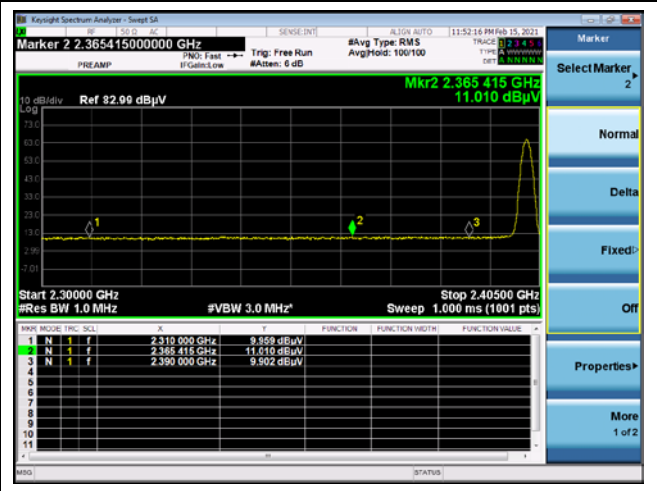 Keysight Spectrum Analyzer - Swept SA
RF 50 Ω AC SENSE:INT ALIGN AUTO 11:52:16 PM Feb 15, 2021
Marker 2 2.365415000000 GHz
#Avg Type: RMS
TRACE 1 2 3 4 5 6
PREAMP
PNO: Fast
IFGain:Low
Trig: Free Run
#Atten: 6 dB
Avg|Hold: 100/100
TYPE A WWWWW
DET A N N N N N
Mkr2 2.365 415 GHz
11.010 dBµV
10 dB/div Ref 82.99 dBµV
Log
73.0
63.0
53.0
43.0
33.0
23.0
13.0
2.99
-7.01
1
2
3
Start 2.30000 GHz
Stop 2.40500 GHz
#Res BW 1.0 MHz
#VBW 3.0 MHz*
Sweep 1.000 ms (1001 pts)
MKR MODE TRC SCL X Y FUNCTION FUNCTION WIDTH FUNCTION VALUE
1 N 1 f 2.310 000 GHz 9.959 dBµV
2 N 1 f 2.365 415 GHz 11.010 dBµV
3 N 1 f 2.390 000 GHz 9.902 dBµV
4
5
6
7
8
9
10
11
MSG
STATUS
Marker
Select Marker
2
Normal
Delta
Fixed
Off
Properties
More
1 of 2